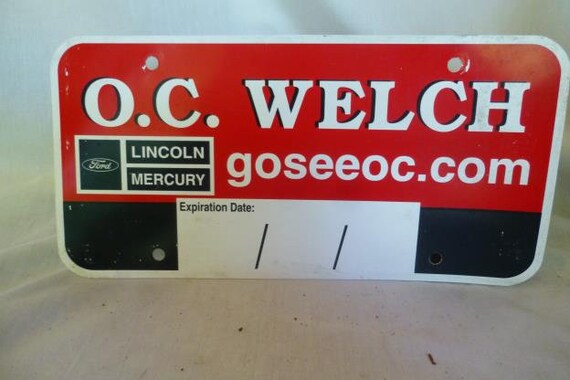 O.C. WELCH
Ford
LINCOLN
MERCURY
goseeoc.com
Expiration Date:
/ /